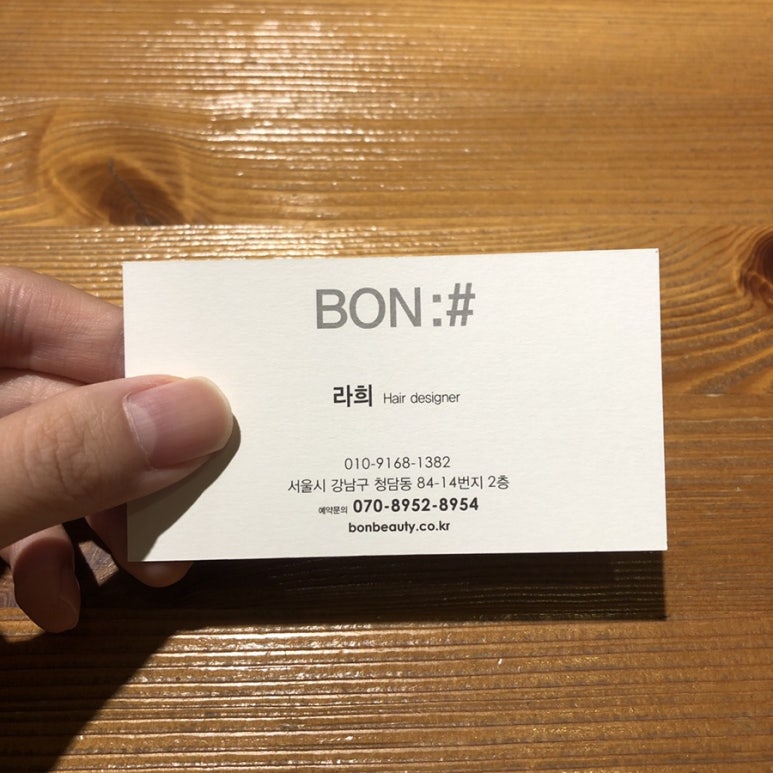 BON:#
라희 Hair designer
010-9168-1382
서울시 강남구 청담동 84-14번지 2층
예약문의 070-8952-8954
bonbeauty.co.kr